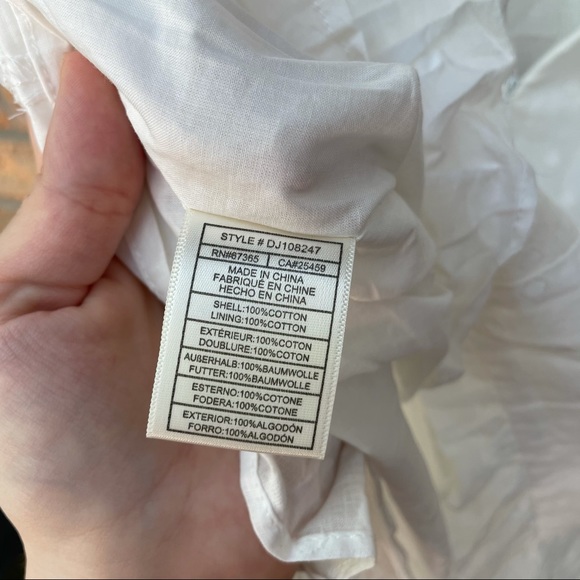 STYLE # DJ108247
RN#67365 CA#25459
MADE IN CHINA
FABRIQUÉ EN CHINE
HECHO EN CHINA
SHELL:100%COTTON
LINING:100%COTTON
EXTÉRIEUR:100%COTON
DOUBLURE:100%COTON
AUßERHALB:100%BAUMWOLLE
FUTTER:100%BAUMWOLLE
ESTERNO:100%COTONE
FODERA:100%COTONE
EXTERIOR:100%ALGODÓN
FORRO:100%ALGODÓN